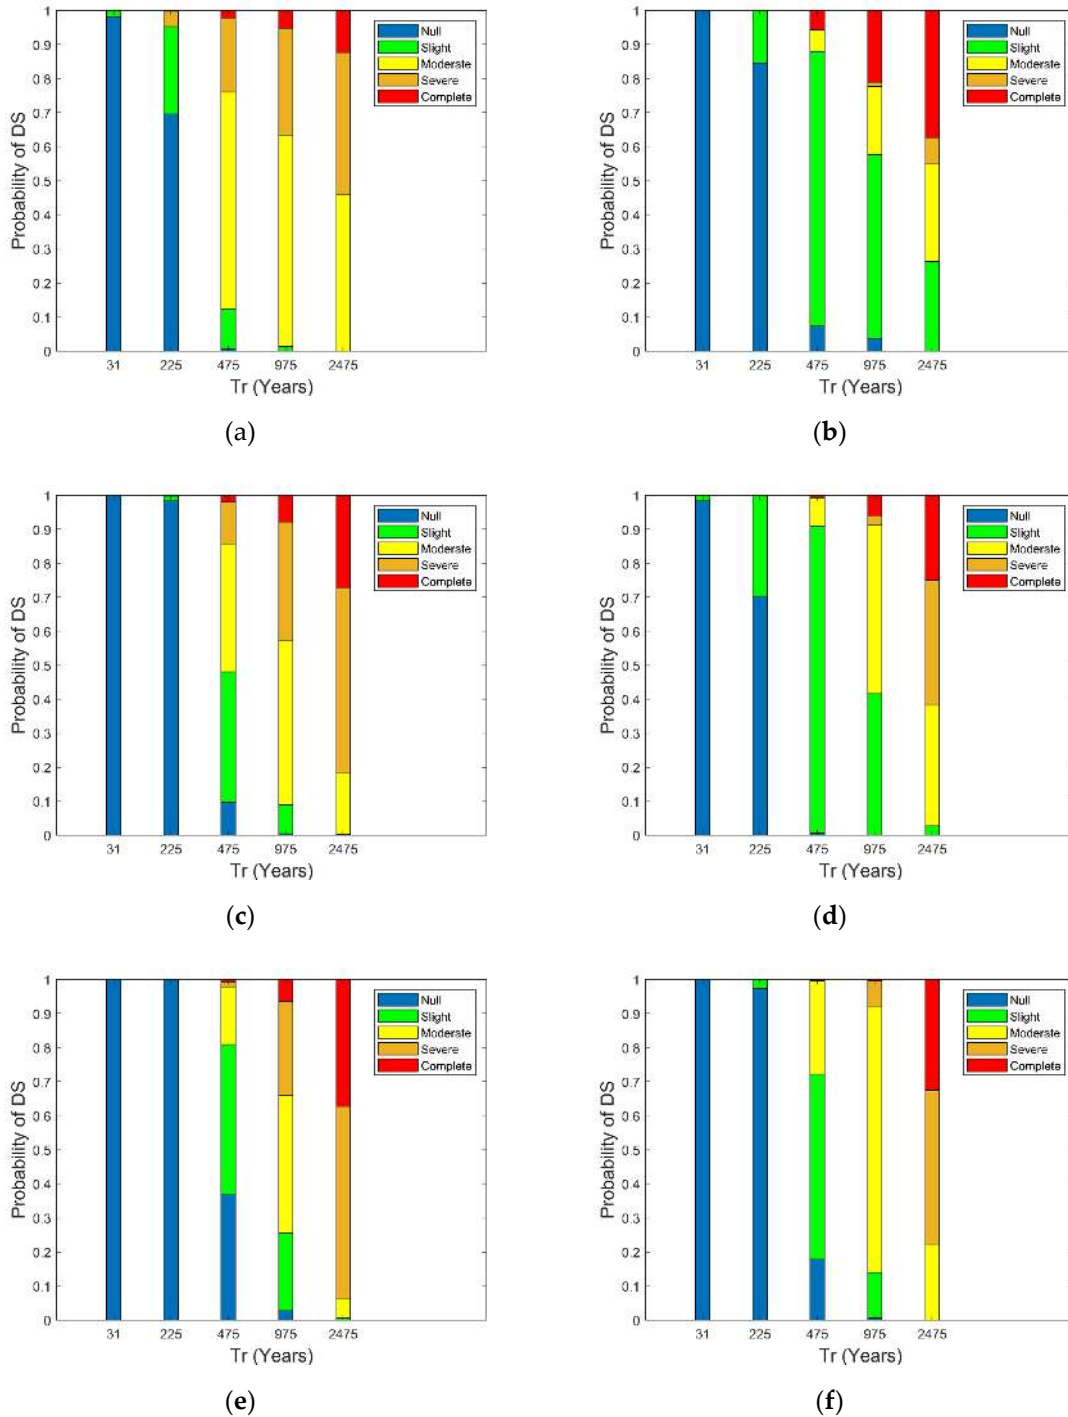 1
0.9
0.8
0.7
0.6
0.5
0.4
0.3
0.2
0.1
0
Probability of DS
Null
Slight
Moderate
Severe
Complete
31 225 475 975 2475
Tr (Years)
(a)
1
0.9
0.8
0.7
0.6
0.5
0.4
0.3
0.2
0.1
0
Probability of DS
Null
Slight
Moderate
Severe
Complete
31 225 475 975 2475
Tr (Years)
(b)
1
0.9
0.8
0.7
0.6
0.5
0.4
0.3
0.2
0.1
0
Probability of DS
Null
Slight
Moderate
Severe
Complete
31 225 475 975 2475
Tr (Years)
(c)
1
0.9
0.8
0.7
0.6
0.5
0.4
0.3
0.2
0.1
0
Probability of DS
Null
Slight
Moderate
Severe
Complete
31 225 475 975 2475
Tr (Years)
(d)
1
0.9
0.8
0.7
0.6
0.5
0.4
0.3
0.2
0.1
0
Probability of DS
Null
Slight
Moderate
Severe
Complete
31 225 475 975 2475
Tr (Years)
(e)
1
0.9
0.8
0.7
0.6
0.5
0.4
0.3
0.2
0.1
0
Probability of DS
Null
Slight
Moderate
Severe
Complete
31 225 475 975 2475
Tr (Years)
(f)